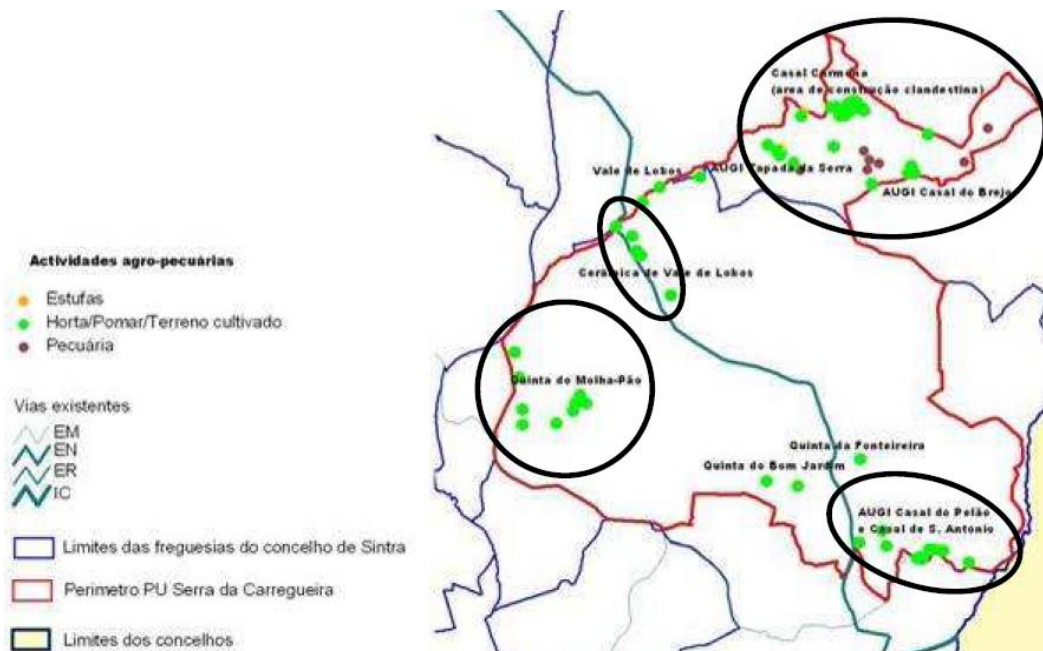 Actividades agro-pecuárias
Estufas
Horta/Pomar/Terreno cultivado
Pecuária
Vias existentes
EM
EN
ER
IC
Limites das freguesias do concelho de Sintra
Perimetro PU Serra da Carregueira
Limites dos concelhos
Casal Carmona
(area de construção clandestina)
Vale de Lobos
AUGI Tapada da Serra
AUGI Casal do Brejo
Cerâmica de Vale de Lobos
Quinta do Molha-Pão
Quinta da Fonteireira
Quinta do Bom Jardim
AUGI Casal do Pelão
e Casal de S. Antonio